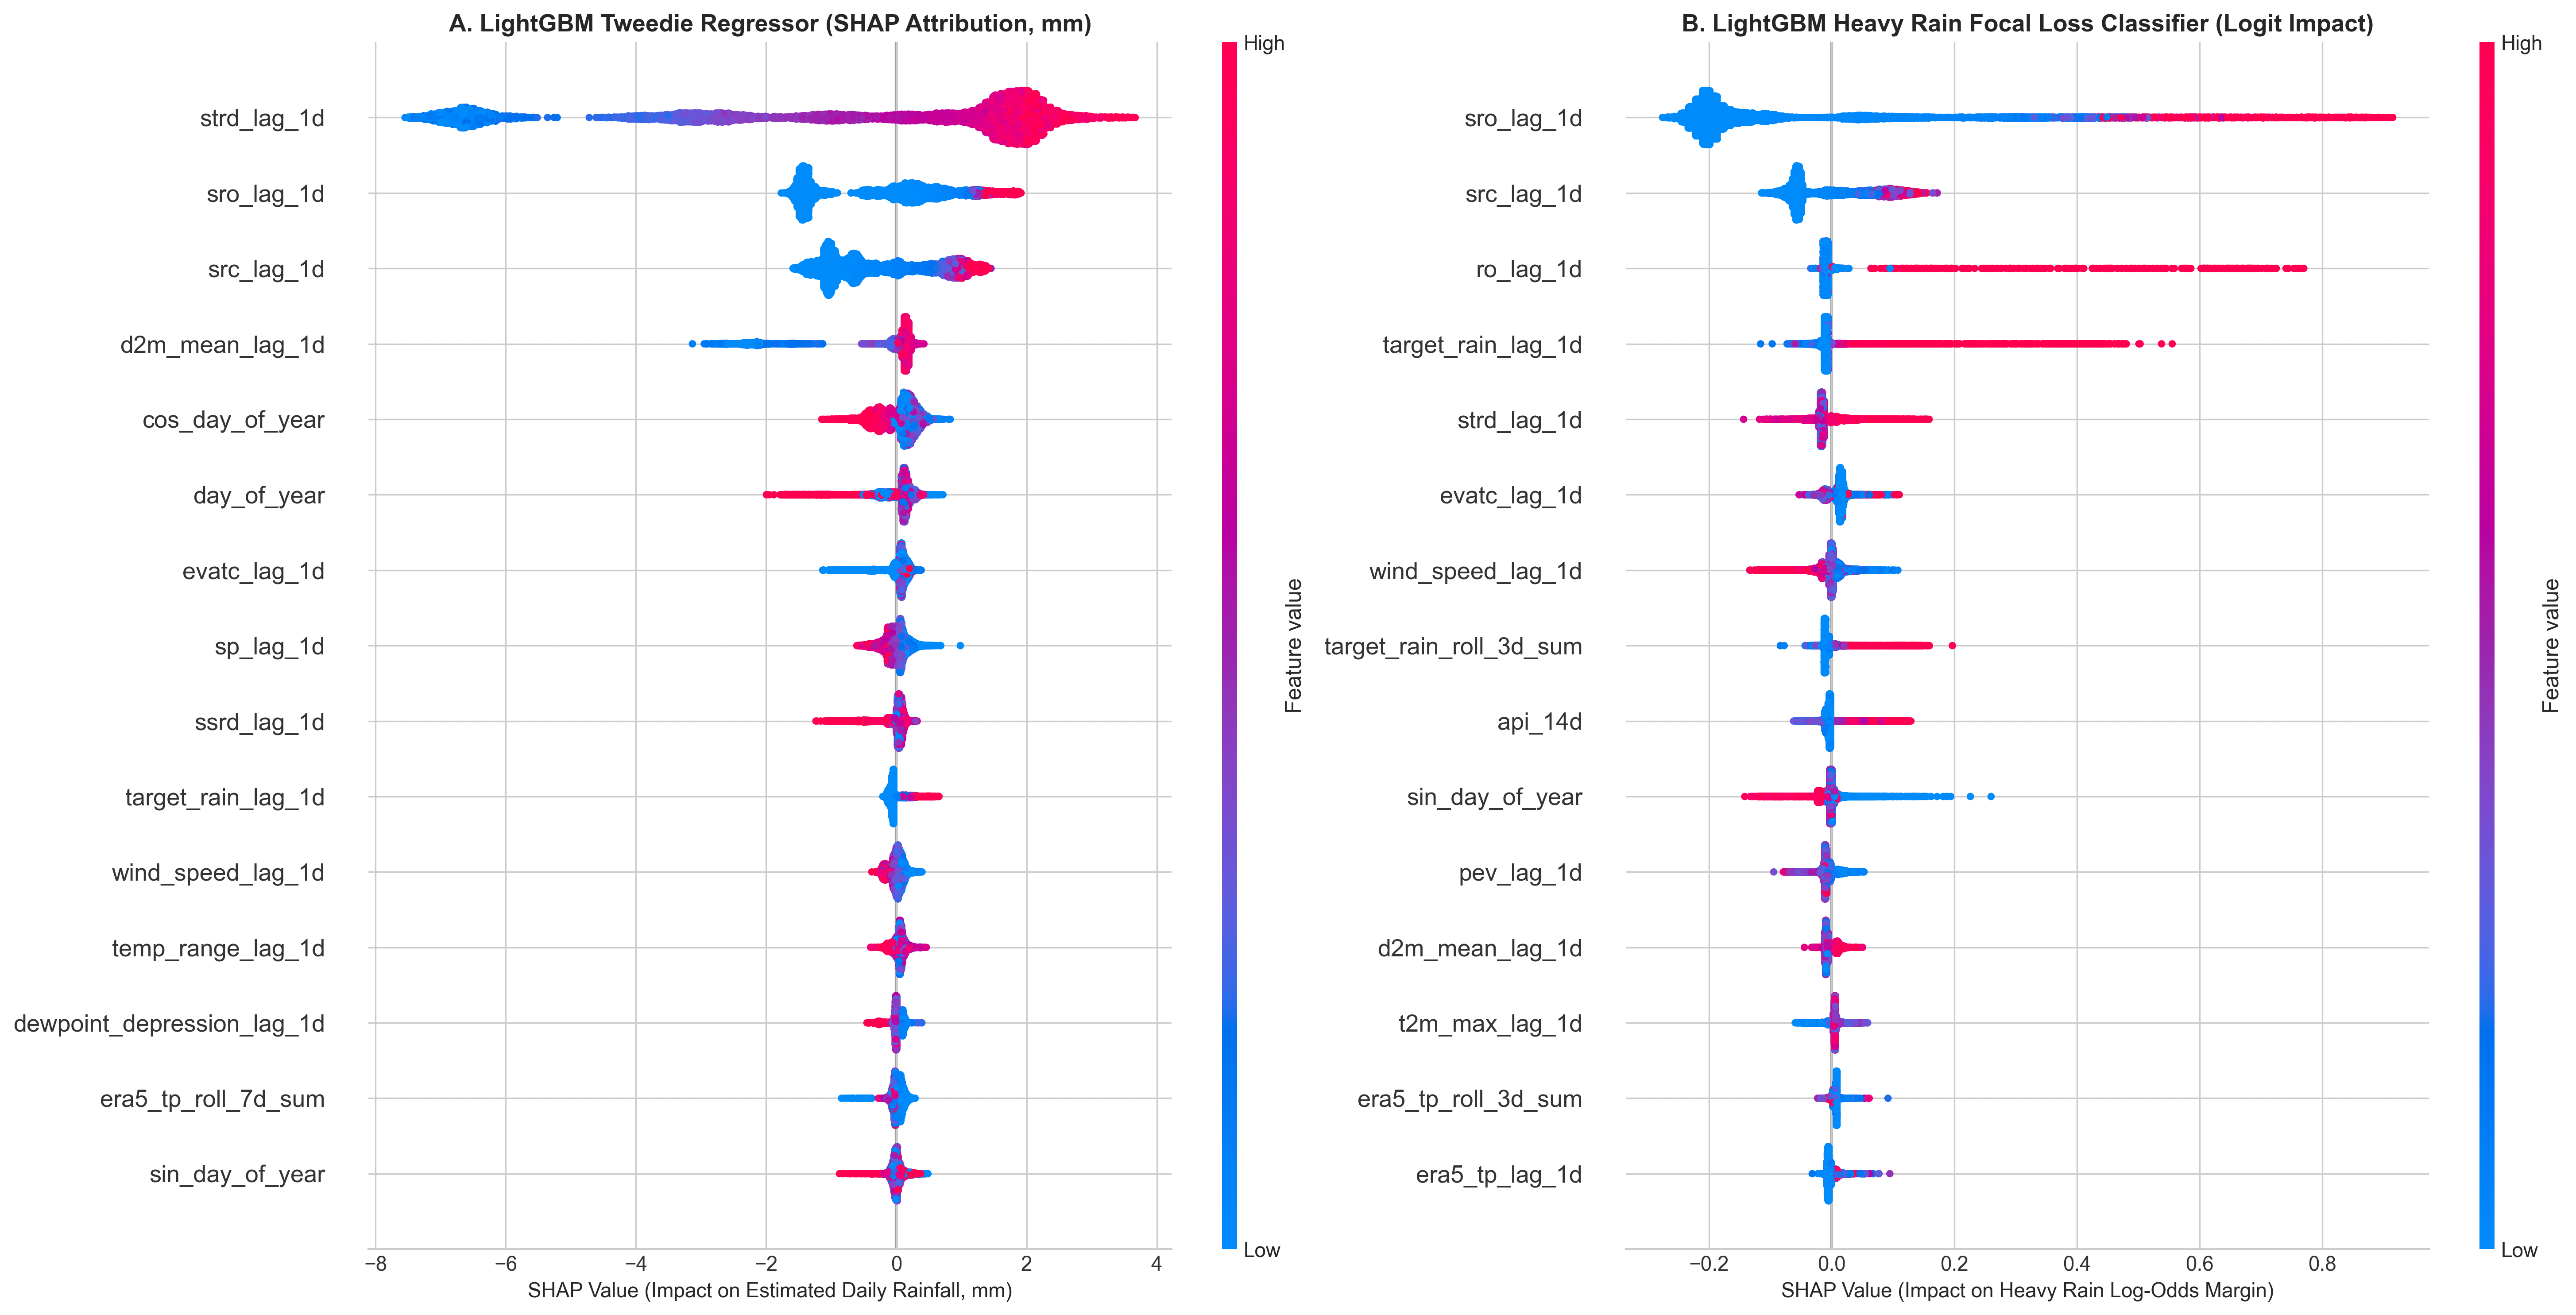 A. LightGBM Tweedie Regressor (SHAP Attribution, mm)
High
strd_lag_1d
sro_lag_1d
src_lag_1d
d2m_mean_lag_1d
cos_day_of_year
day_of_year
evatc_lag_1d
sp_lag_1d
ssrd_lag_1d
target_rain_lag_1d
wind_speed_lag_1d
temp_range_lag_1d
dewpoint_depression_lag_1d
era5_tp_roll_7d_sum
sin_day_of_year
Feature value
Low
−8 −6 −4 −2 0 2 4
SHAP Value (Impact on Estimated Daily Rainfall, mm)
B. LightGBM Heavy Rain Focal Loss Classifier (Logit Impact)
High
sro_lag_1d
src_lag_1d
ro_lag_1d
target_rain_lag_1d
strd_lag_1d
evatc_lag_1d
wind_speed_lag_1d
target_rain_roll_3d_sum
api_14d
sin_day_of_year
pev_lag_1d
d2m_mean_lag_1d
t2m_max_lag_1d
era5_tp_roll_3d_sum
era5_tp_lag_1d
Feature value
Low
−0.2 0.0 0.2 0.4 0.6 0.8
SHAP Value (Impact on Heavy Rain Log-Odds Margin)